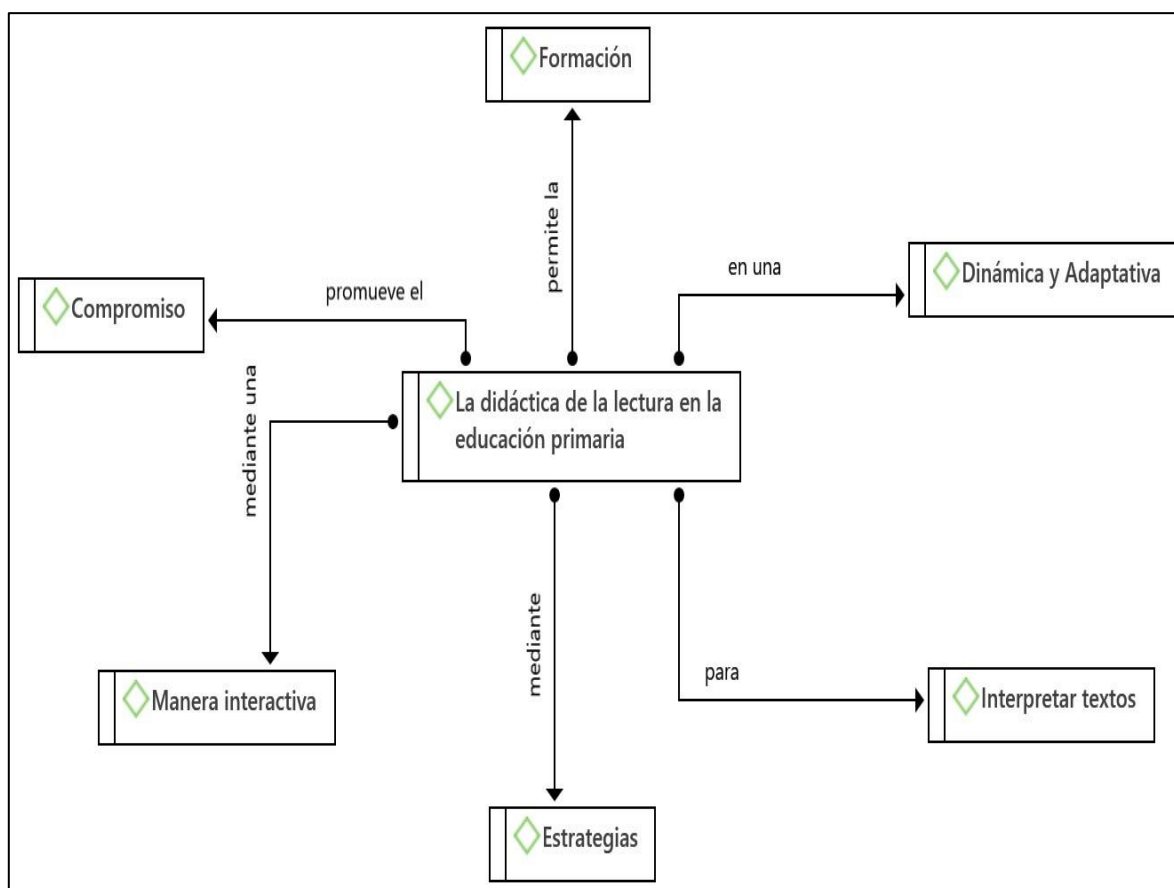 Formación
permite la
en una
Dinámica y Adaptativa
promueve el
Compromiso
mediante una
La didáctica de la lectura en la
educación primaria
Manera interactiva
mediante
para
Interpretar textos
Estrategias